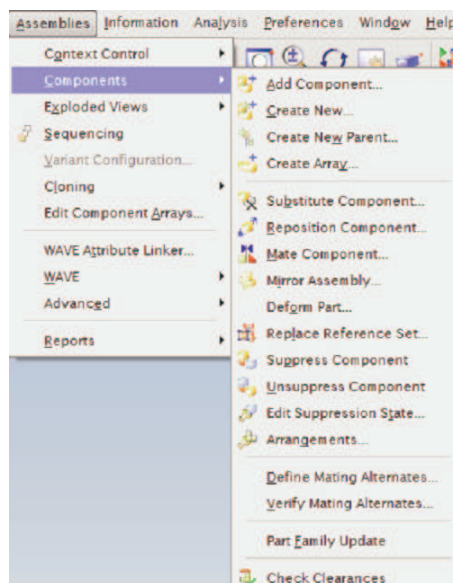 Assemblies Information Analysis Preferences Window Help
Context Control
Components
Exploded Views
Sequencing
Variant Configuration...
Cloning
Edit Component Arrays...
WAVE Attribute Linker...
WAVE
Advanced
Reports
Add Component...
Create New...
Create New Parent...
Create Array...
Substitute Component...
Reposition Component...
Mate Component...
Mirror Assembly...
Deform Part...
Replace Reference Set...
Suppress Component
Unsuppress Component
Edit Suppression State...
Arrangements...
Define Mating Alternates...
Verify Mating Alternates...
Part Family Update
Check Clearances